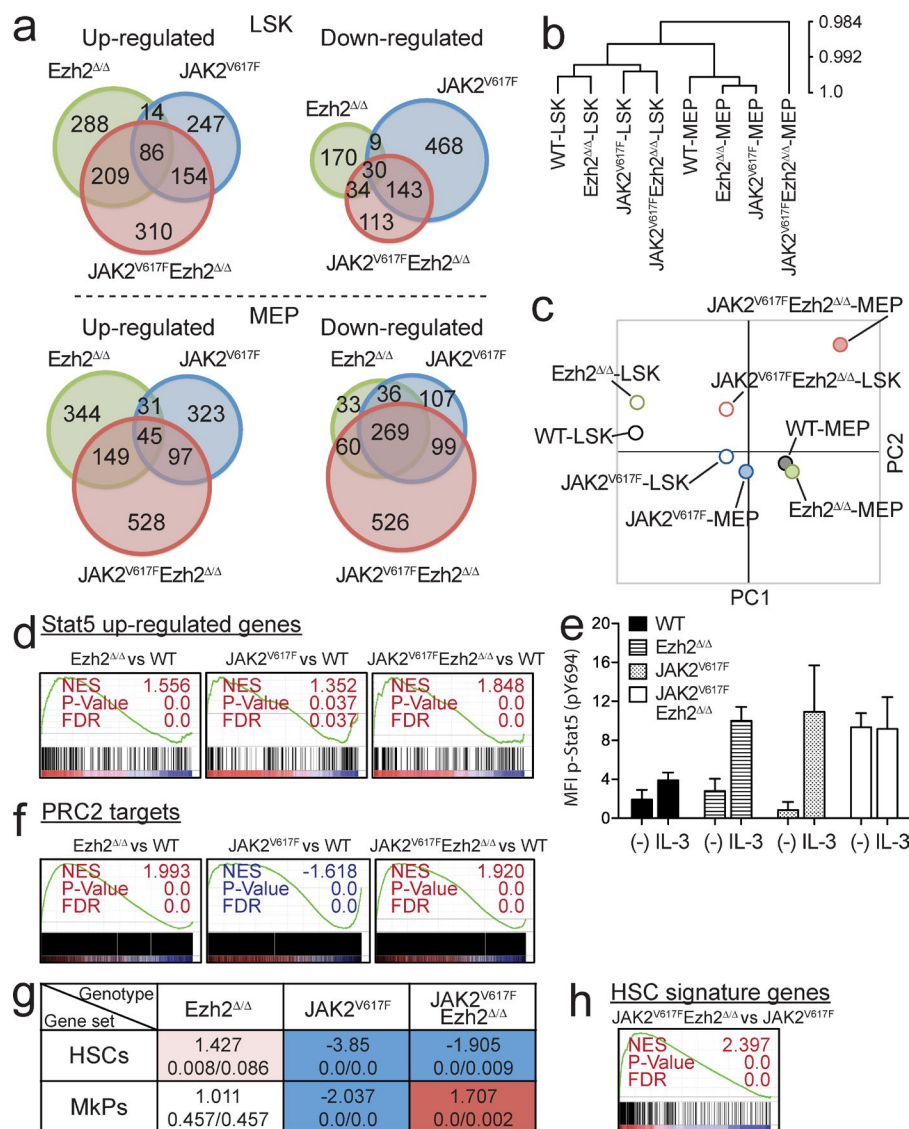 a
LSK
Up-regulated
Down-regulated
Ezh2Δ/Δ
JAK2V617F
288
14
247
86
209
154
310
JAK2V617FEzh2Δ/Δ
Ezh2Δ/Δ
JAK2V617F
170
9
468
30
34
143
113
JAK2V617FEzh2Δ/Δ
MEP
Up-regulated
Down-regulated
Ezh2Δ/Δ
JAK2V617F
344
31
323
45
149
97
528
JAK2V617FEzh2Δ/Δ
Ezh2Δ/Δ
JAK2V617F
33
36
107
269
60
99
526
JAK2V617FEzh2Δ/Δ
b
0.984
0.992
1.0
WT-LSK
Ezh2Δ/Δ-LSK
JAK2V617F-LSK
JAK2V617FEzh2Δ/Δ-LSK
WT-MEP
Ezh2Δ/Δ-MEP
JAK2V617F-MEP
JAK2V617FEzh2Δ/Δ-MEP
c
JAK2V617FEzh2Δ/Δ-MEP
Ezh2Δ/Δ-LSK
JAK2V617FEzh2Δ/Δ-LSK
WT-LSK
WT-MEP
JAK2V617F-LSK
JAK2V617F-MEP
Ezh2Δ/Δ-MEP
PC2
PC1
d Stat5 up-regulated genes
Ezh2Δ/Δ vs WT
NES 1.556
P-Value 0.0
FDR 0.0
JAK2V617F vs WT
NES 1.352
P-Value 0.037
FDR 0.037
JAK2V617FEzh2Δ/Δ vs WT
NES 1.848
P-Value 0.0
FDR 0.0
e
MFI p-Stat5 (pY694)
20
16
12
8
4
0
WT
Ezh2Δ/Δ
JAK2V617F
JAK2V617F
Ezh2Δ/Δ
(-) IL-3 (-) IL-3 (-) IL-3 (-) IL-3
f PRC2 targets
Ezh2Δ/Δ vs WT
NES 1.993
P-Value 0.0
FDR 0.0
JAK2V617F vs WT
NES -1.618
P-Value 0.0
FDR 0.0
JAK2V617FEzh2Δ/Δ vs WT
NES 1.920
P-Value 0.0
FDR 0.0
g
Genotype
Gene set
Ezh2Δ/Δ
JAK2V617F
JAK2V617F
Ezh2Δ/Δ
HSCs
1.427
0.008/0.086
-3.85
0.0/0.0
-1.905
0.0/0.009
MkPs
1.011
0.457/0.457
-2.037
0.0/0.0
1.707
0.0/0.002
h
HSC signature genes
JAK2V617FEzh2Δ/Δ vs JAK2V617F
NES 2.397
P-Value 0.0
FDR 0.0